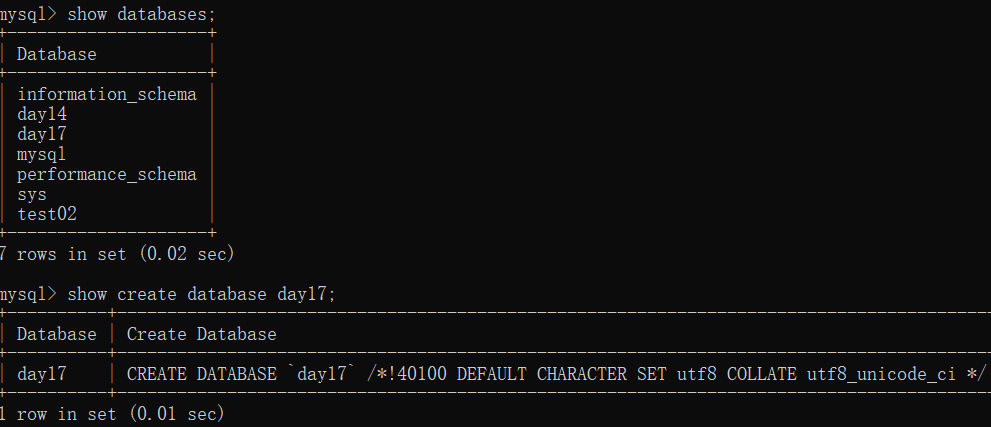 mysql> show databases;
+--------------------+
| Database           |
+--------------------+
| information_schema |
| day14              |
| day17              |
| mysql              |
| performance_schema |
| sys                |
| test02             |
+--------------------+
7 rows in set (0.02 sec)
mysql> show create database day17;
+----------+---------------------------------------------------------------------------------------
| Database | Create Database
+----------+---------------------------------------------------------------------------------------
| day17    | CREATE DATABASE `day17` /*!40100 DEFAULT CHARACTER SET utf8 COLLATE utf8_unicode_ci */
+----------+---------------------------------------------------------------------------------------
1 row in set (0.01 sec)